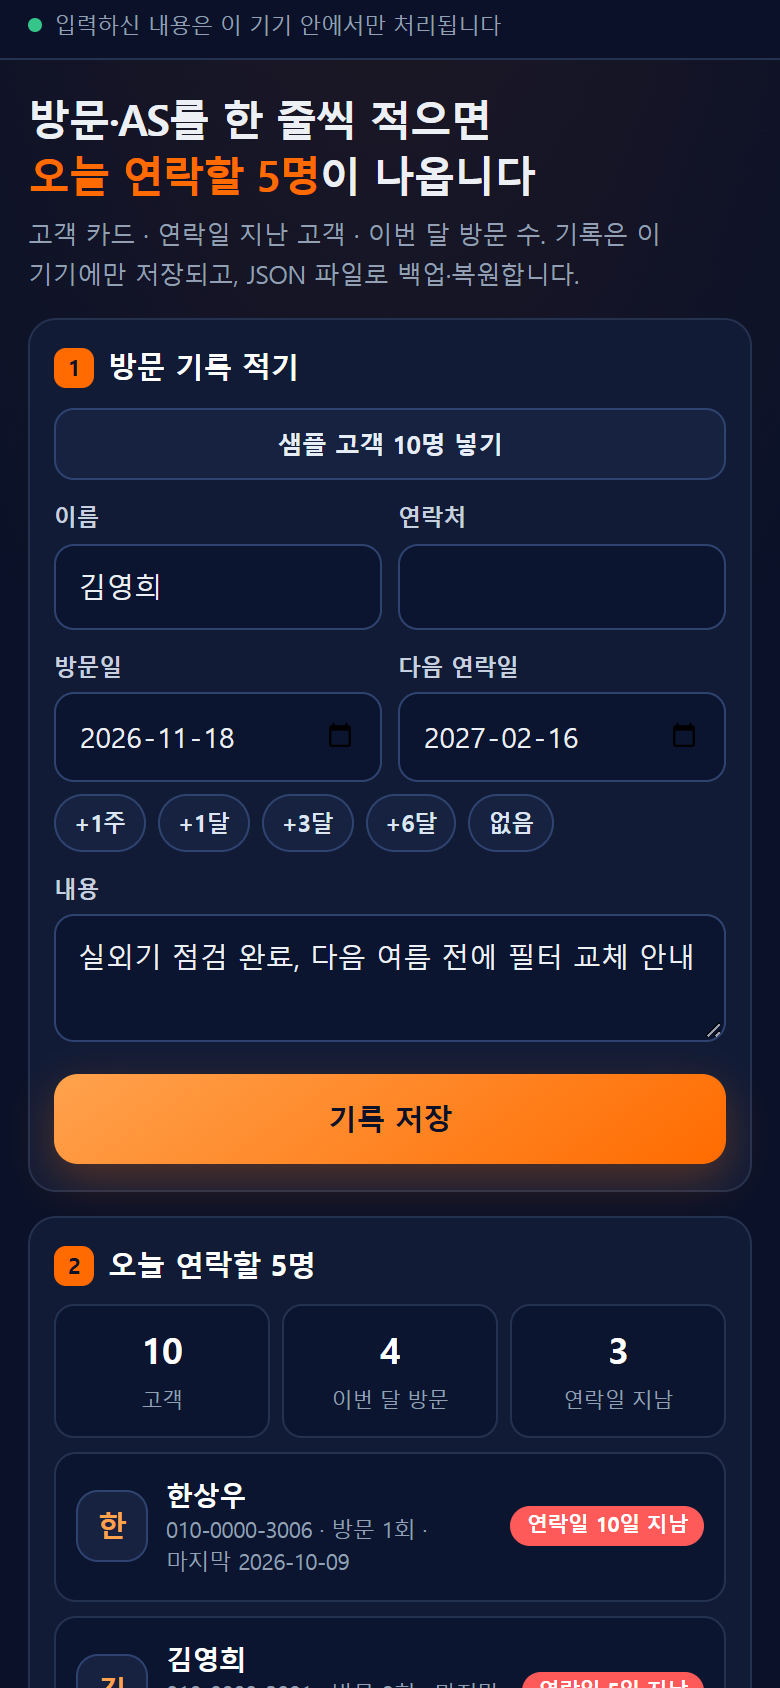 입력하신 내용은 이 기기 안에서만 처리됩니다
방문·AS를 한 줄씩 적으면
오늘 연락할 5명이 나옵니다
고객 카드 · 연락일 지난 고객 · 이번 달 방문 수. 기록은 이
기기에만 저장되고, JSON 파일로 백업·복원합니다.
1 방문 기록 적기
샘플 고객 10명 넣기
이름 연락처
김영희
방문일 다음 연락일
2026-11-18 2027-02-16
+1주 +1달 +3달 +6달 없음
내용
실외기 점검 완료, 다음 여름 전에 필터 교체 안내
기록 저장
2 오늘 연락할 5명
10 4 3
고객 이번 달 방문 연락일 지남
한 한상우
010-0000-3006 · 방문 1회 ·
마지막 2026-10-09
연락일 10일 지남
김영희